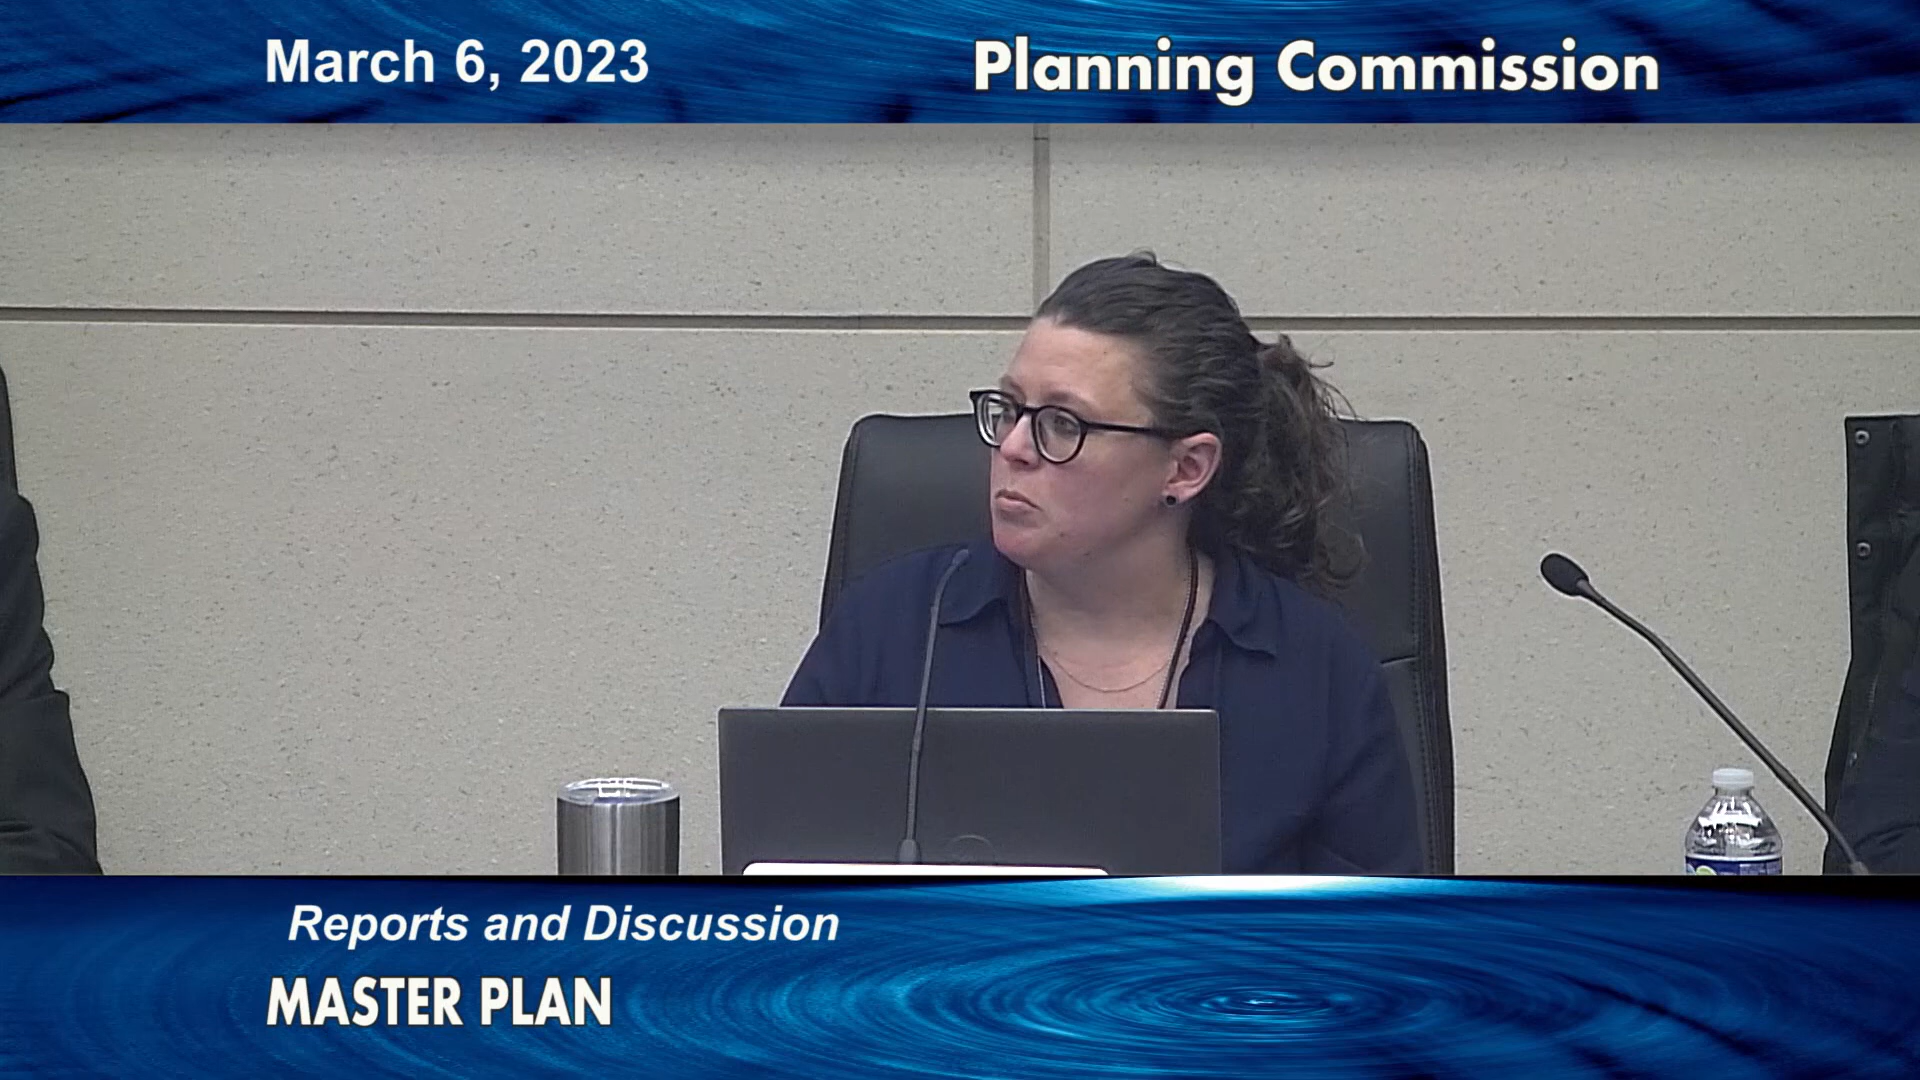 March 6, 2023
Planning Commission
Reports and Discussion
MASTER PLAN